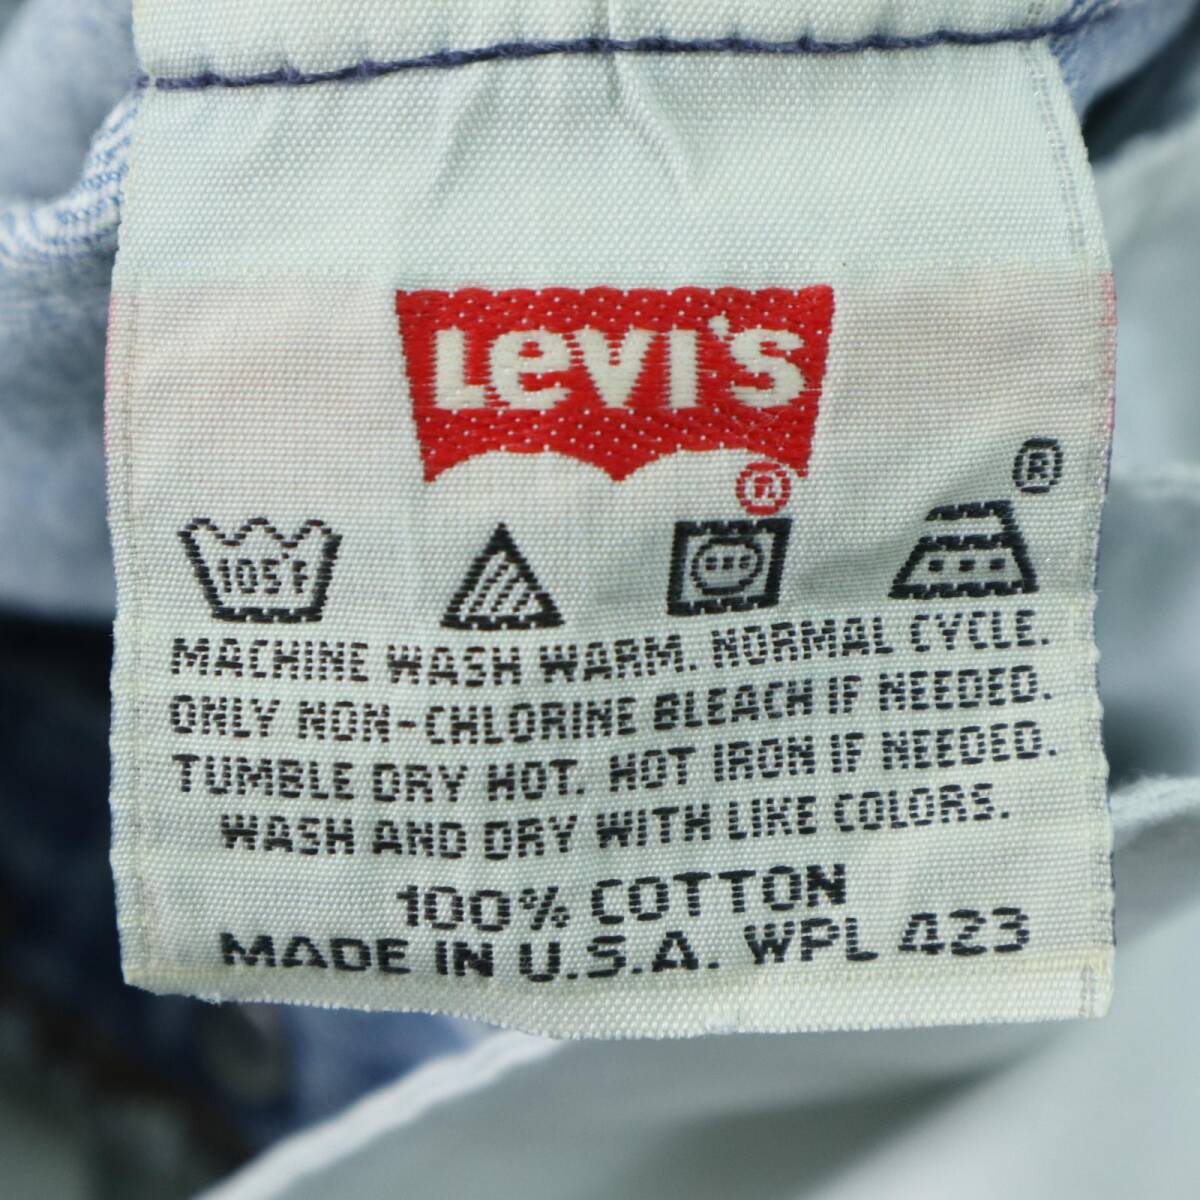 Levi's
®
®
105°F
MACHINE WASH WARM. NORMAL CYCLE.
ONLY NON-CHLORINE BLEACH IF NEEDED.
TUMBLE DRY HOT. HOT IRON IF NEEDED.
WASH AND DRY WITH LIKE COLORS.
100% COTTON
MADE IN U.S.A. WPL 423